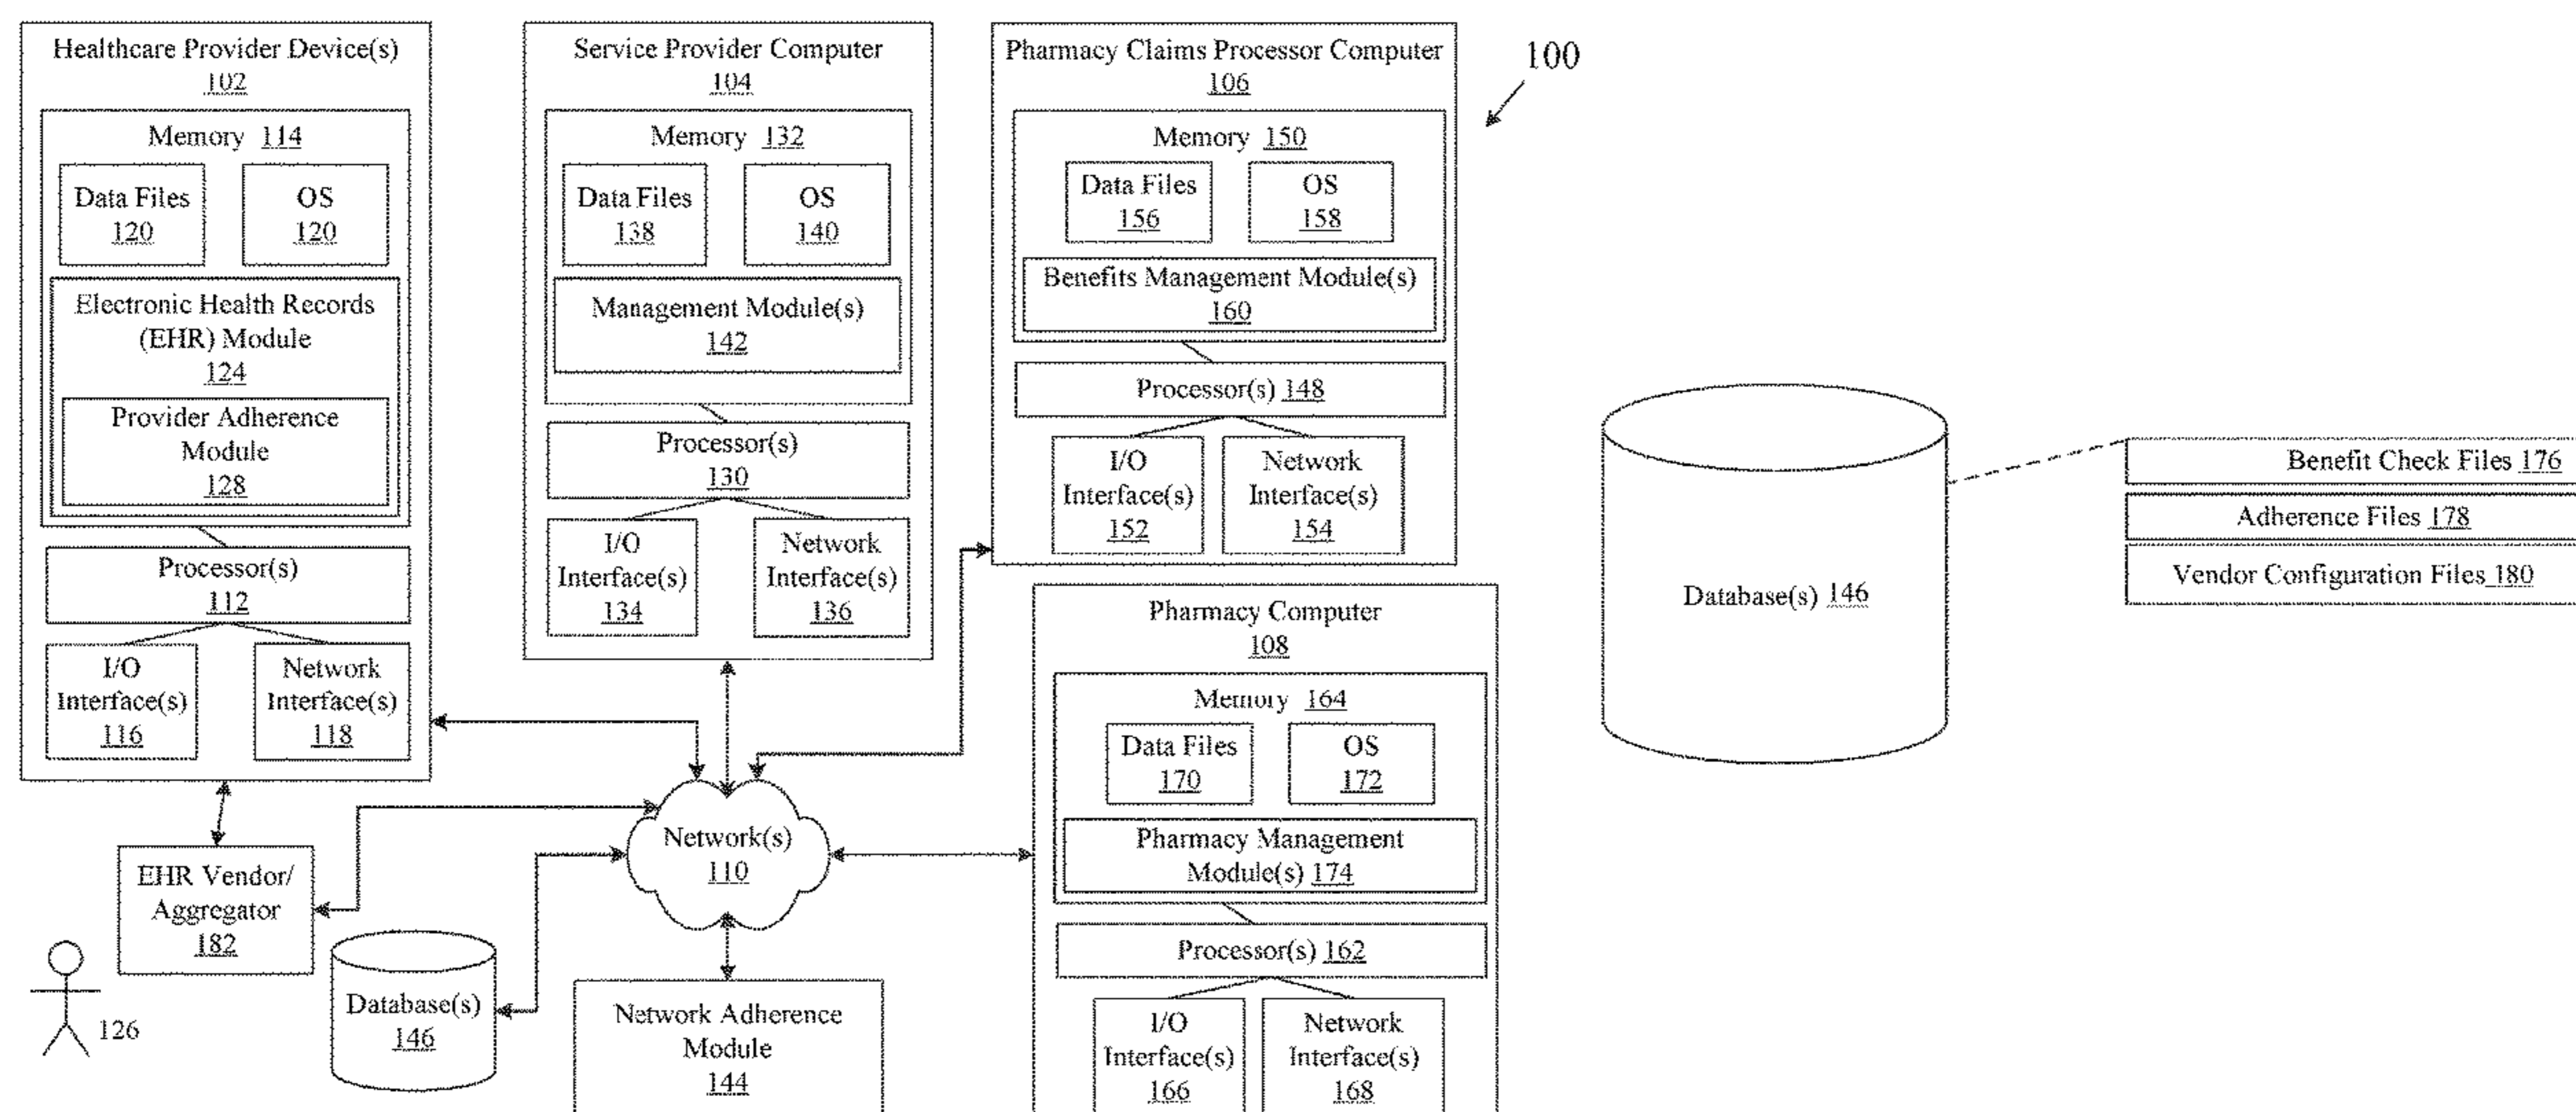 Healthcare Provider Device(s)
102
Memory 114
Data Files
120
OS
120
Electronic Health Records
(EHR) Module
124
Provider Adherence
Module
128
Processor(s)
112
I/O
Interface(s)
116
Network
Interface(s)
118
Service Provider Computer
104
Memory 132
Data Files
138
OS
140
Management Module(s)
142
Processor(s)
130
I/O
Interface(s)
134
Network
Interface(s)
136
Pharmacy Claims Processor Computer
106
Memory 150
Data Files
156
OS
158
Benefits Management Module(s)
160
Processor(s) 148
I/O
Interface(s)
152
Network
Interface(s)
154
100
Pharmacy Computer
108
Memory 164
Data Files
170
OS
172
Pharmacy Management
Module(s) 174
Processor(s) 162
I/O
Interface(s)
166
Network
Interface(s)
168
Database(s) 146
Benefit Check Files 176
Adherence Files 178
Vendor Configuration Files 180
EHR Vendor/
Aggregator
182
126
Database(s)
146
Network(s)
110
Network Adherence
Module
144